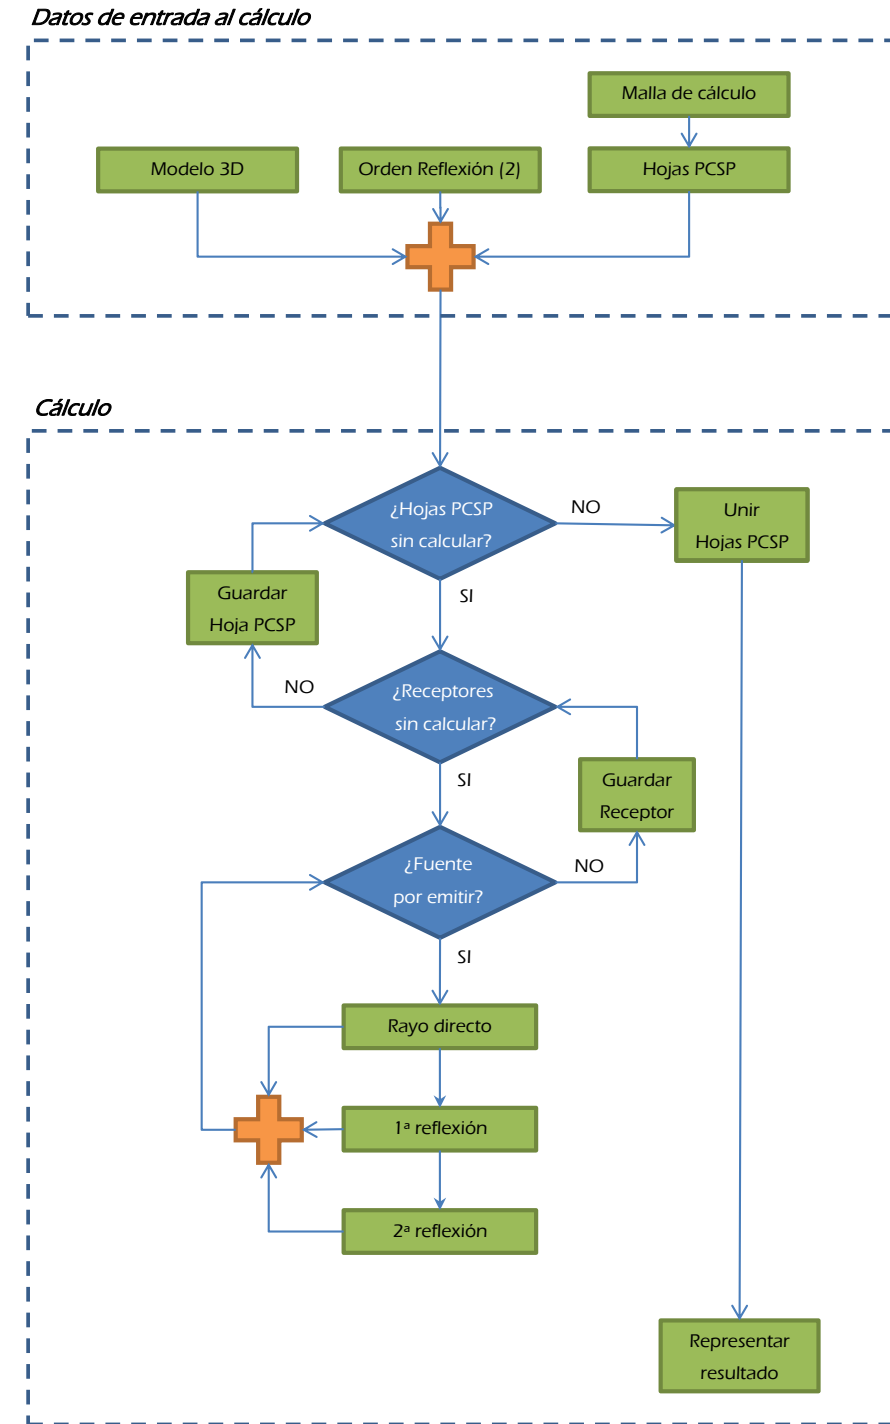 Datos de entrada al cálculo
Malla de cálculo
Modelo 3D
Orden Reflexión (2)
Hojas PCSP
Cálculo
¿Hojas PCSP
sin calcular?
NO
Unir
Hojas PCSP
SI
Guardar
Hoja PCSP
NO
¿Receptores
sin calcular?
SI
Guardar
Receptor
¿Fuente
por emitir?
NO
SI
Rayo directo
1ª reflexión
2ª reflexión
Representar
resultado